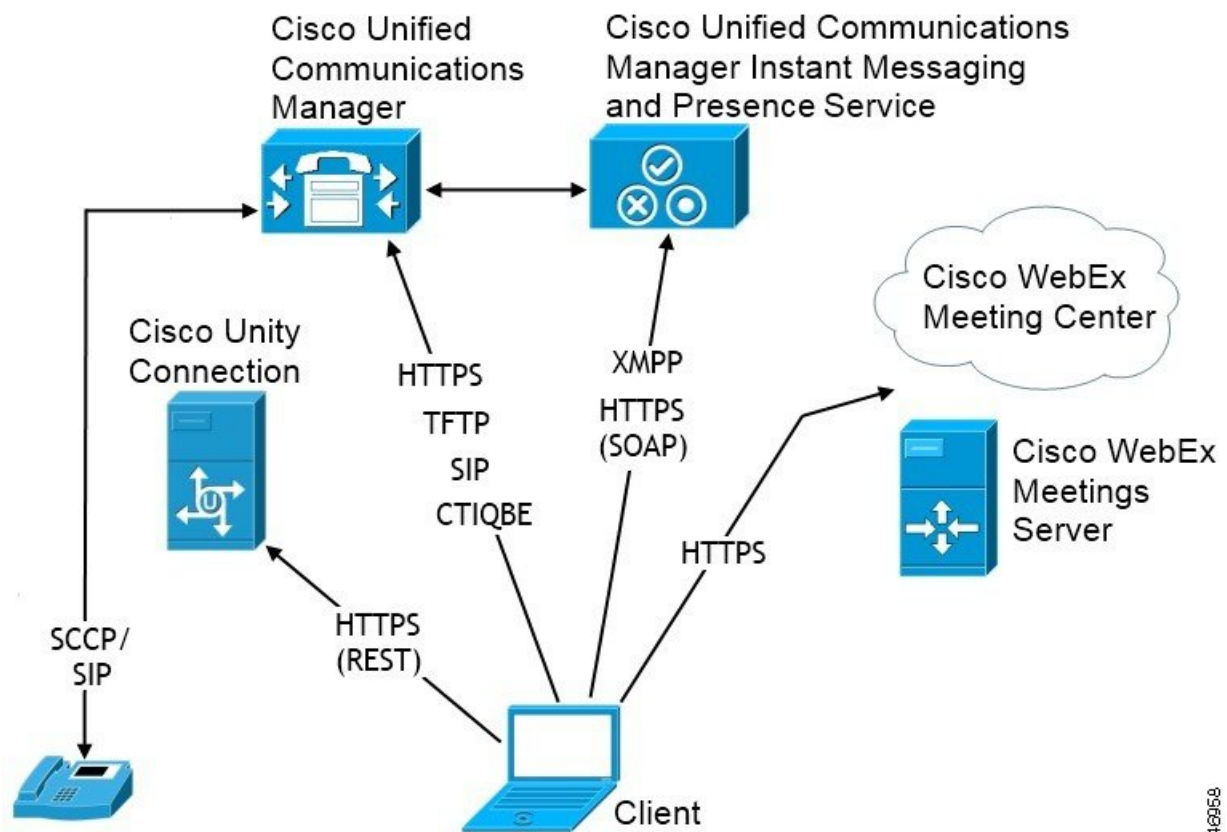 Cisco Unified
Communications
Manager
Cisco Unified Communications
Manager Instant Messaging
and Presence Service
Cisco WebEx
Meeting Center
Cisco Unity
Connection
HTTPS
TFTP
SIP
CTIQBE
XMPP
HTTPS
(SOAP)
Cisco WebEx
Meetings
Server
U
HTTPS
HTTPS
(REST)
SCCP/
SIP
Client